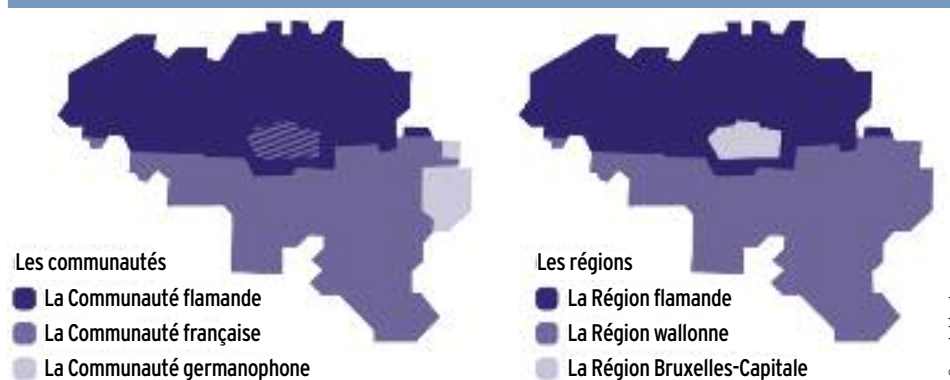 Les communautés
La Communauté flamande
La Communauté française
La Communauté germanophone
Les régions
La Région flamande
La Région wallonne
La Région Bruxelles-Capitale